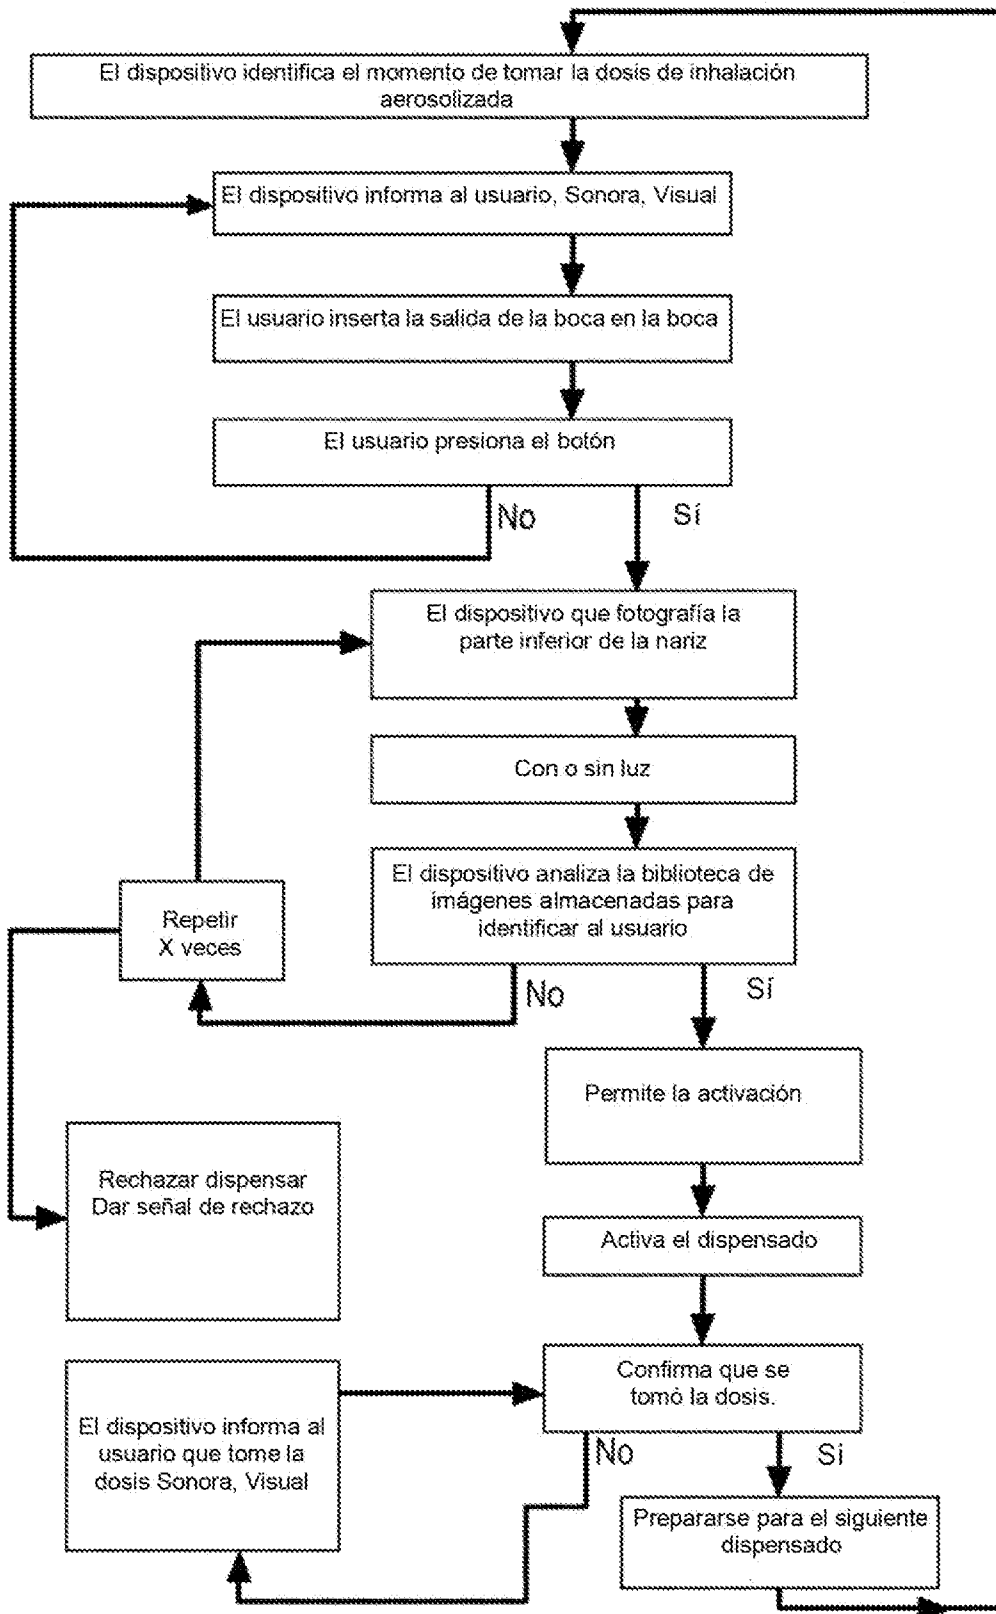 El dispositivo identifica el momento de tomar la dosis de inhalación
aerosolizada
El dispositivo informa al usuario, Sonora, Visual
El usuario inserta la salida de la boca en la boca
El usuario presiona el botón
No
Sí
El dispositivo que fotografía la
parte inferior de la nariz
Con o sin luz
El dispositivo analiza la biblioteca de
imágenes almacenadas para
identificar al usuario
Repetir
X veces
No
Sí
Permite la activación
Rechazar dispensar
Dar señal de rechazo
Activa el dispensado
Confirma que se
tomó la dosis.
El dispositivo informa al
usuario que tome la
dosis Sonora, Visual
No
Sí
Prepararse para el siguiente
dispensado